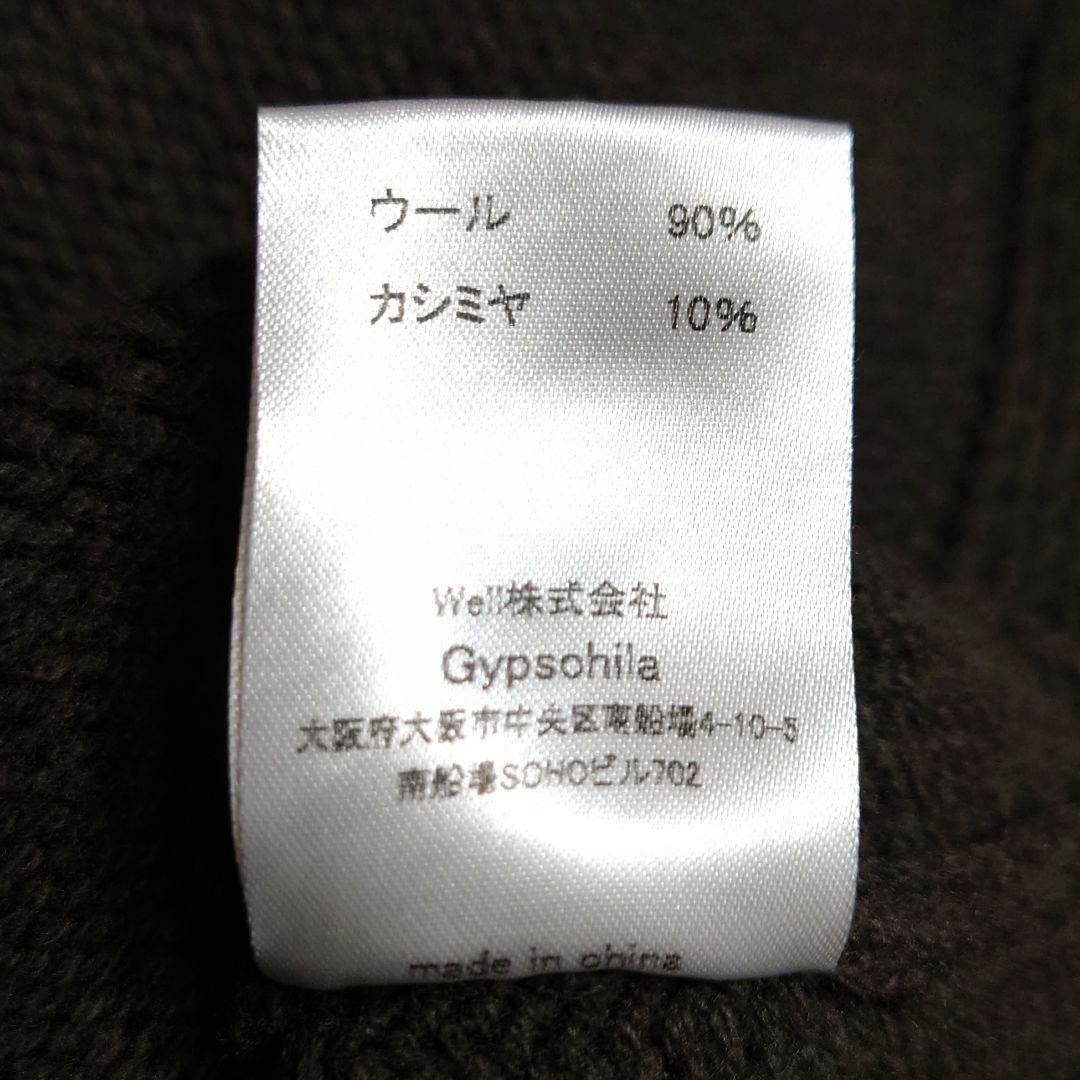 ウール 90%
カシミヤ 10%
Well株式会社
Gypsohila
大阪府大阪市中央区南船場4-10-5
南船場SOHOビル702
made in china